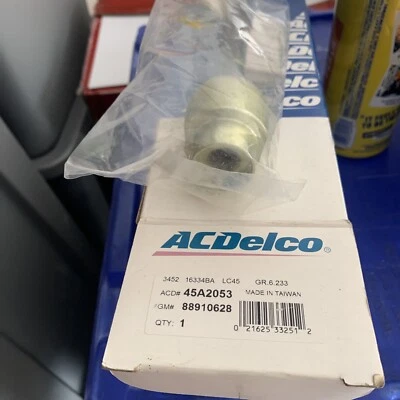 ACDelco
ACDelco
3452 16334BA LC45 GR.6.233
ACD# 45A2053 MADE IN TAIWAN
GM# 88910628
QTY: 1
0 21625 33251 2